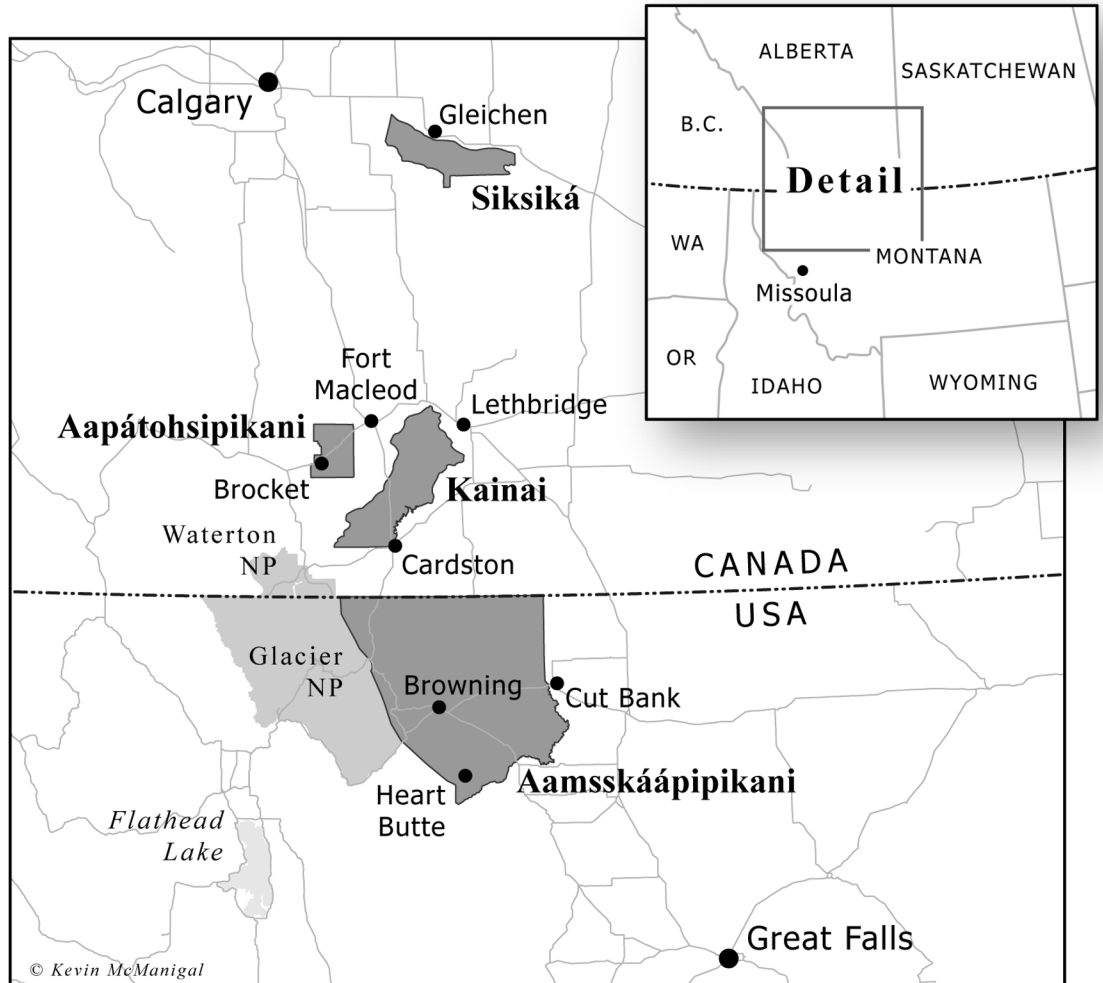 Calgary
Gleichen
Siksiká
Fort
Macleod
Lethbridge
Aapátohsipikani
Brocket
Kainai
Waterton
NP
Cardston
CANADA
USA
Glacier
NP
Browning
Cut Bank
Aamsskáápipikani
Heart
Butte
Flathead
Lake
Great Falls
© Kevin McManigal
ALBERTA
SASKATCHEWAN
B.C.
Detail
WA
MONTANA
Missoula
OR
IDAHO
WYOMING